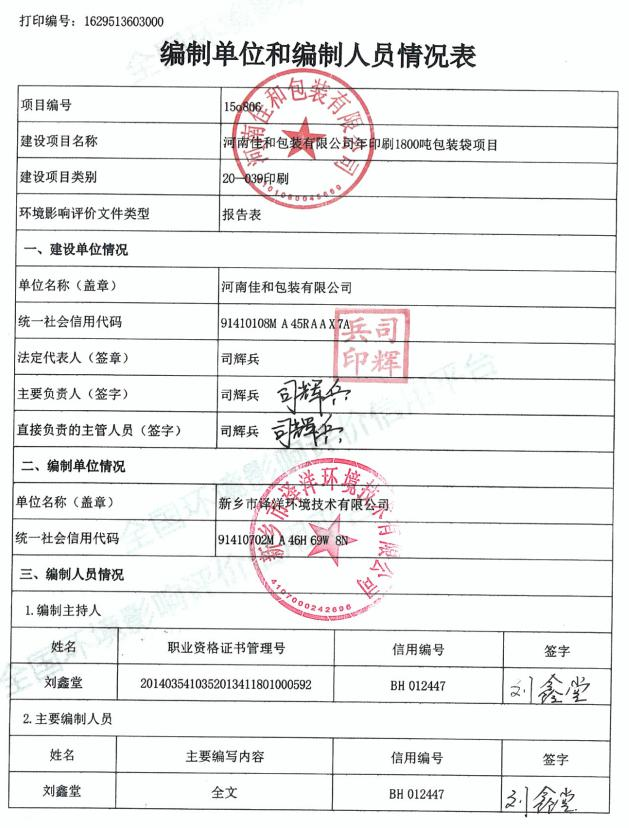 打印编号：1629513603000
编制单位和编制人员情况表
项目编号 15o806
建设项目名称 河南佳和包装有限公司年印刷1800吨包装袋项目
建设项目类别 20—039印刷
环境影响评价文件类型 报告表
一、建设单位情况
单位名称（盖章） 河南佳和包装有限公司
统一社会信用代码 91410108MA45RAAX7A
法定代表人（签章） 司辉兵
主要负责人（签字） 司辉兵 司辉兵
直接负责的主管人员（签字） 司辉兵 司辉兵
二、编制单位情况
单位名称（盖章） 新乡市铎洋环境技术有限公司
统一社会信用代码 91410702MA46H69W8N
三、编制人员情况
1.编制主持人
姓名 职业资格证书管理号 信用编号 签字
刘鑫堂 2014035410352013411801000592 BH012447 刘鑫堂
2.主要编制人员
姓名 主要编写内容 信用编号 签字
刘鑫堂 全文 BH012447 刘鑫堂
河南佳和包装有限公司
4101080045669
司辉兵印
新乡市铎洋环境技术有限公司
4107000242696
全国环境影响评价信用平台